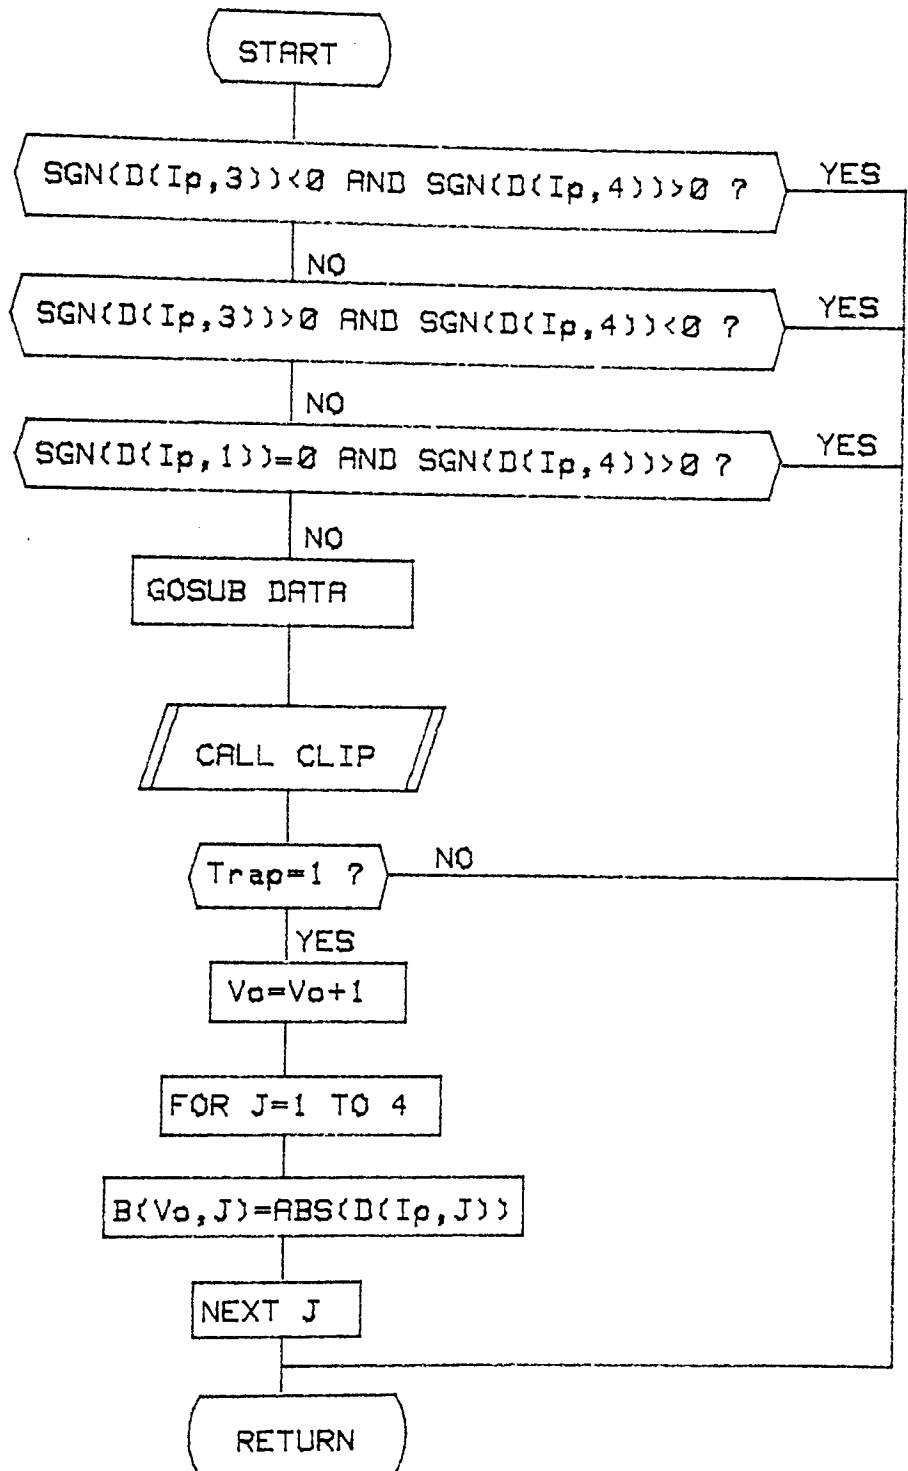 START
SGN(D(Ip,3))<0 AND SGN(D(Ip,4))>0 ?
YES
NO
SGN(D(Ip,3))>0 AND SGN(D(Ip,4))<0 ?
YES
NO
SGN(D(Ip,1))=0 AND SGN(D(Ip,4))>0 ?
YES
NO
GOSUB DATA
CALL CLIP
Trap=1 ?
NO
YES
Vo=Vo+1
FOR J=1 TO 4
B(Vo,J)=ABS(D(Ip,J))
NEXT J
RETURN